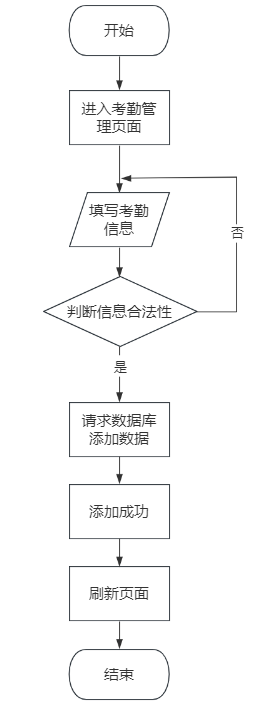 开始
进入考勤管
理页面
填写考勤
信息
否
判断信息合法性
是
请求数据库
添加数据
添加成功
刷新页面
结束